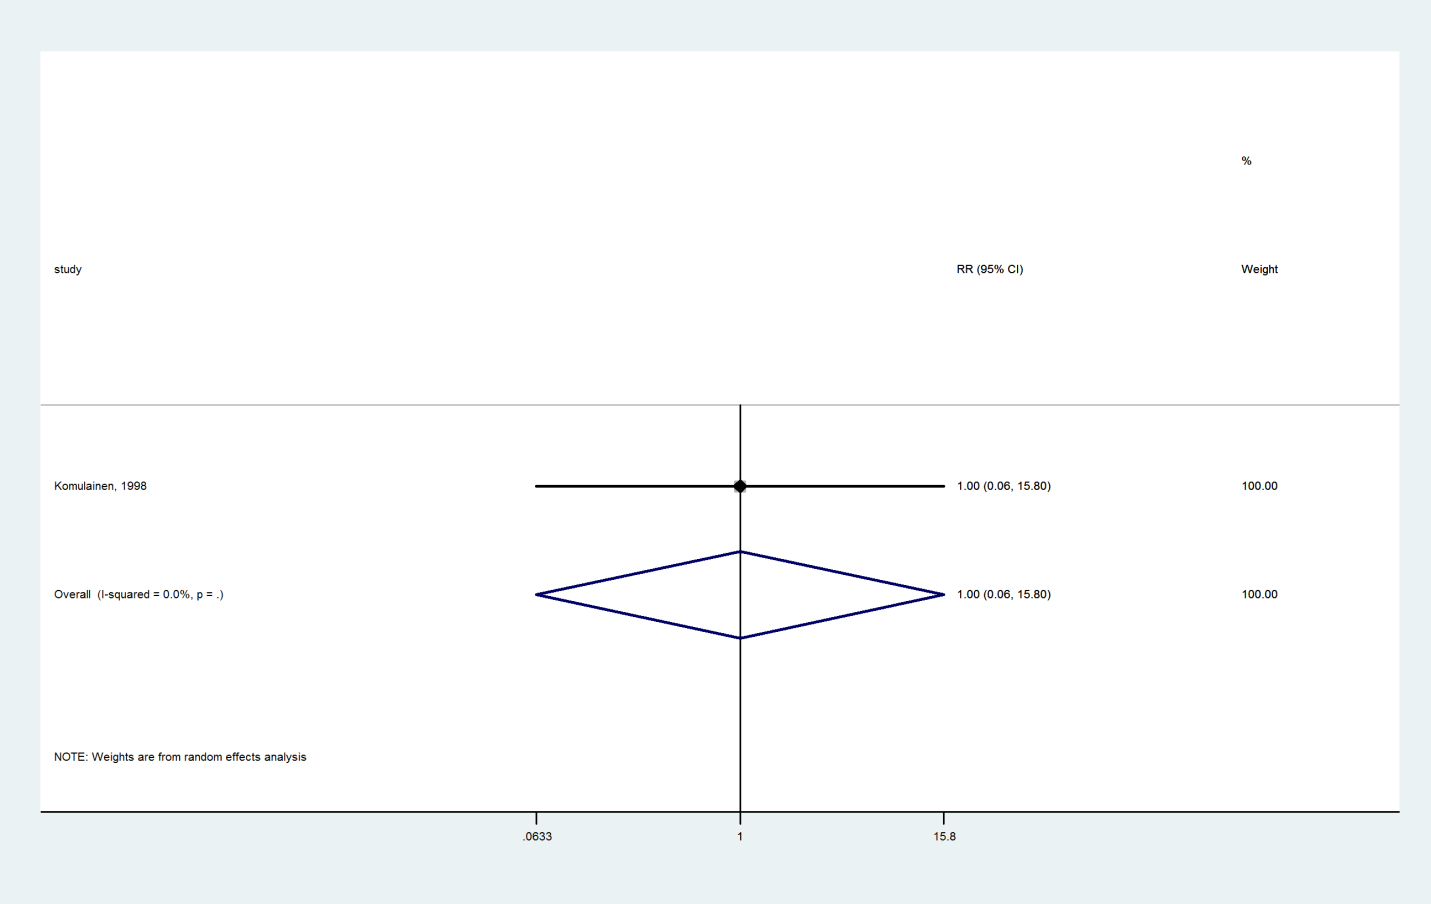 %
study RR (95% CI) Weight
Komulainen, 1998 1.00 (0.06, 15.80) 100.00
Overall  (I-squared = 0.0%, p = .) 1.00 (0.06, 15.80) 100.00
NOTE: Weights are from random effects analysis
.0633 1 15.8